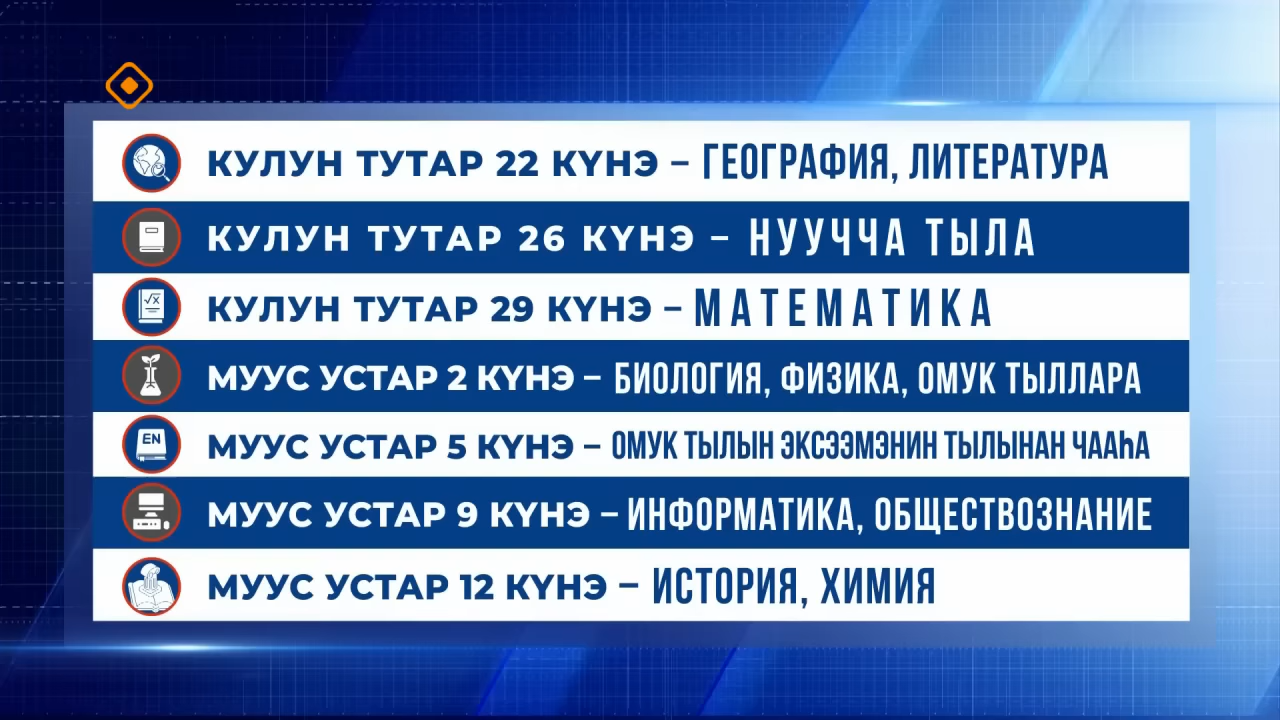 КУЛУН ТУТАР 22 КҮНЭ – ГЕОГРАФИЯ, ЛИТЕРАТУРА
КУЛУН ТУТАР 26 КҮНЭ – НУУЧЧА ТЫЛА
КУЛУН ТУТАР 29 КҮНЭ – МАТЕМАТИКА
√X
МУУС УСТАР 2 КҮНЭ – БИОЛОГИЯ, ФИЗИКА, ОМУК ТЫЛЛАРА
EN
МУУС УСТАР 5 КҮНЭ – ОМУК ТЫЛЫН ЭКСЭЭМЭНИН ТЫЛЫНАН ЧААҺА
МУУС УСТАР 9 КҮНЭ – ИНФОРМАТИКА, ОБЩЕСТВОЗНАНИЕ
МУУС УСТАР 12 КҮНЭ – ИСТОРИЯ, ХИМИЯ